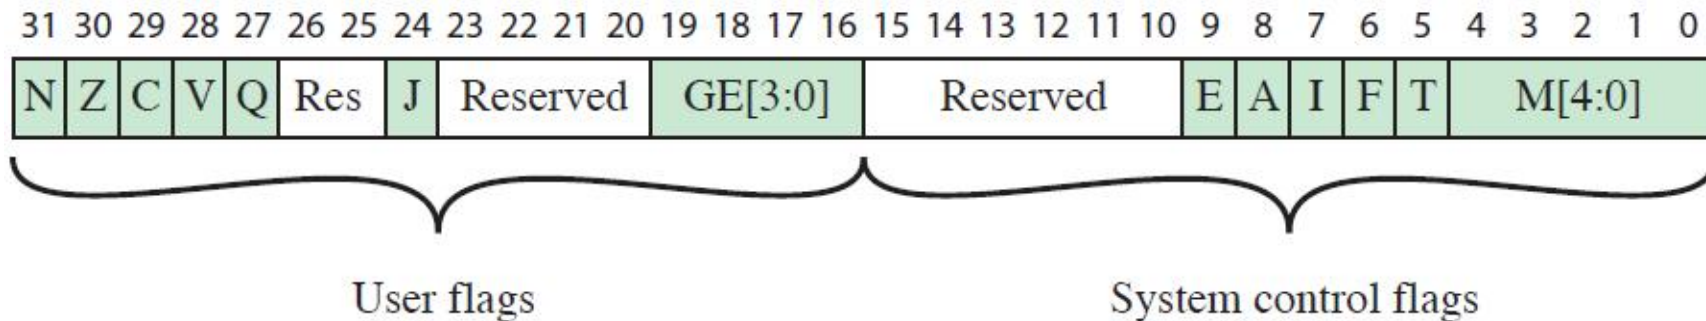 31 30 29 28 27 26 25 24 23 22 21 20 19 18 17 16 15 14 13 12 11 10 9 8 7 6 5 4 3 2 1 0
N Z C V Q Res J Reserved GE[3:0] Reserved E A I F T M[4:0]
User flags System control flags